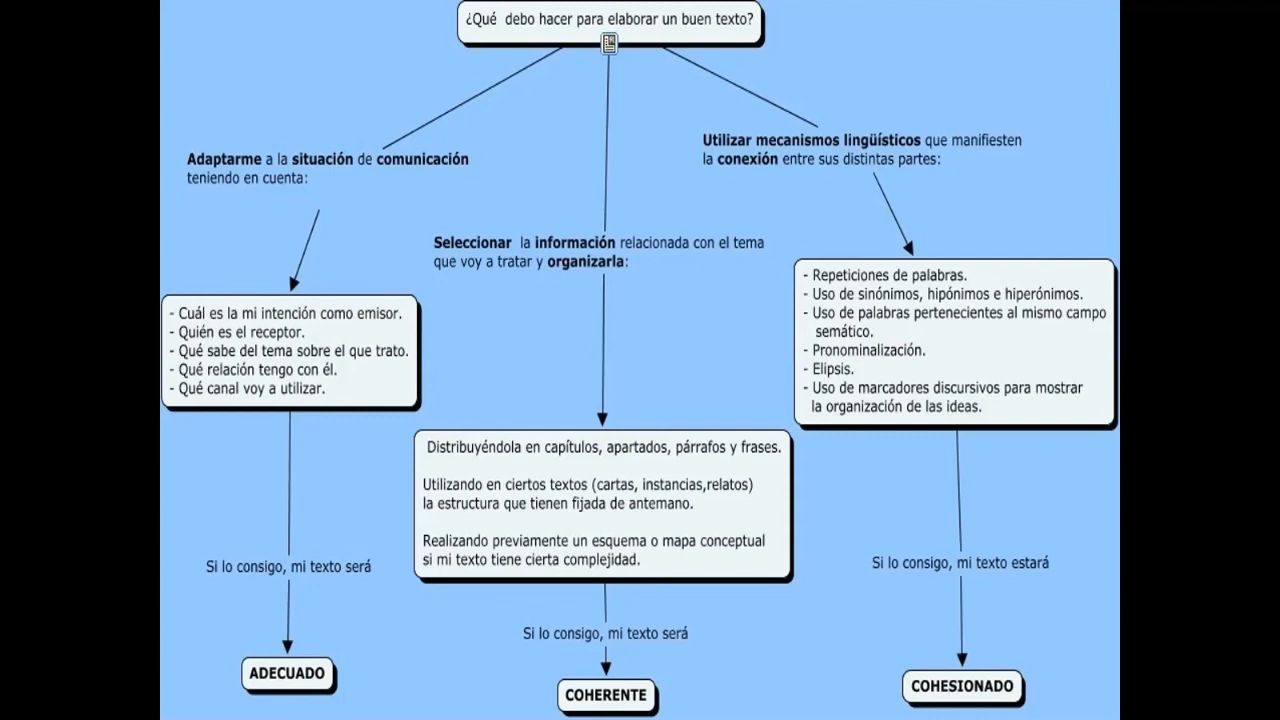 ¿Qué debo hacer para elaborar un buen texto?
Adaptarme a la situación de comunicación
teniendo en cuenta:
- Cuál es la mi intención como emisor.
- Quién es el receptor.
- Qué sabe del tema sobre el que trato.
- Qué relación tengo con él.
- Qué canal voy a utilizar.
Si lo consigo, mi texto será
ADECUADO
Seleccionar la información relacionada con el tema
que voy a tratar y organizarla:
Distribuyéndola en capítulos, apartados, párrafos y frases.
Utilizando en ciertos textos (cartas, instancias,relatos)
la estructura que tienen fijada de antemano.
Realizando previamente un esquema o mapa conceptual
si mi texto tiene cierta complejidad.
Si lo consigo, mi texto será
COHERENTE
Utilizar mecanismos lingüísticos que manifiesten
la conexión entre sus distintas partes:
- Repeticiones de palabras.
- Uso de sinónimos, hipónimos e hiperónimos.
- Uso de palabras pertenecientes al mismo campo
semático.
- Pronominalización.
- Elipsis.
- Uso de marcadores discursivos para mostrar
la organización de las ideas.
Si lo consigo, mi texto estará
COHESIONADO